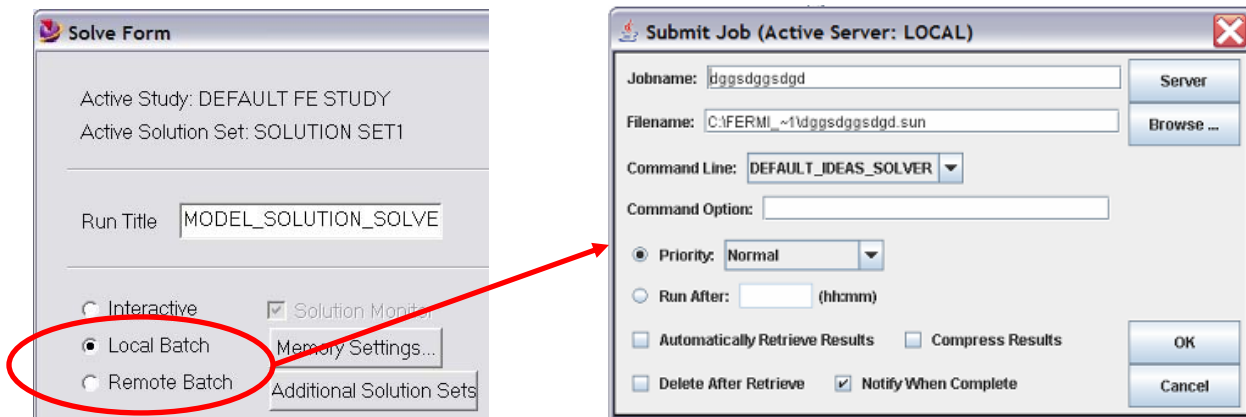 Solve Form
Active Study: DEFAULT FE STUDY
Active Solution Set: SOLUTION SET1
Run Title MODEL_SOLUTION_SOLVE
Interactive Solution Monitor
Local Batch Memory Settings...
Remote Batch Additional Solution Sets
Submit Job (Active Server: LOCAL)
Jobname: dggsdggsdgd Server
Filename: C:\FERMI_~1\dggsdggsdgd.sun Browse ...
Command Line: DEFAULT_IDEAS_SOLVER
Command Option:
Priority: Normal
Run After: (hh:mm)
Automatically Retrieve Results Compress Results OK
Delete After Retrieve Notify When Complete Cancel